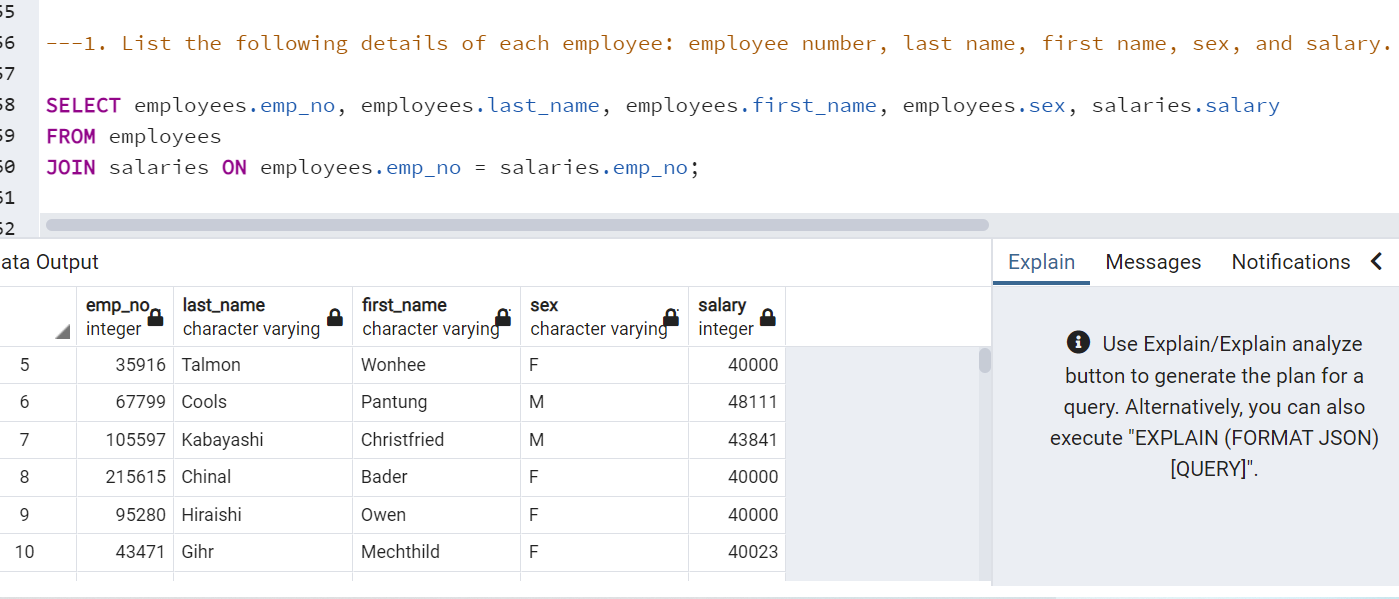 55
56 ---1. List the following details of each employee: employee number, last name, first name, sex, and salary.
57
58 SELECT employees.emp_no, employees.last_name, employees.first_name, employees.sex, salaries.salary
59 FROM employees
60 JOIN salaries ON employees.emp_no = salaries.emp_no;
61
62
ata Output Explain Messages Notifications
emp_no last_name first_name sex salary
integer character varying character varying character varying integer
5 35916 Talmon Wonhee F 40000
6 67799 Cools Pantung M 48111
7 105597 Kabayashi Christfried M 43841
8 215615 Chinal Bader F 40000
9 95280 Hiraishi Owen F 40000
10 43471 Gihr Mechthild F 40023
Use Explain/Explain analyze
button to generate the plan for a
query. Alternatively, you can also
execute "EXPLAIN (FORMAT JSON)
[QUERY]".